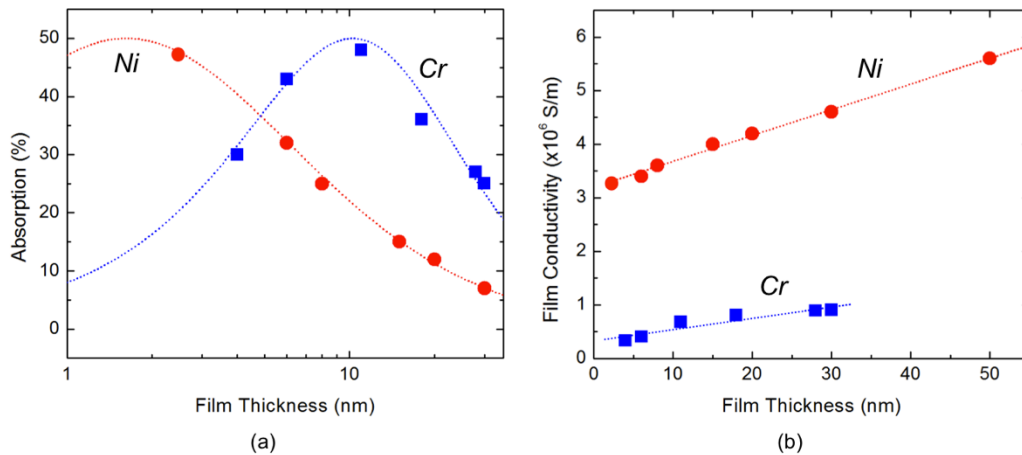 50
40
30
20
10
0
Absorption (%)
Ni
Cr
1
10
Film Thickness (nm)
(a)
6
5
4
3
2
1
0
Film Conductivity (x10⁶ S/m)
Ni
Cr
0
10
20
30
40
50
Film Thickness (nm)
(b)